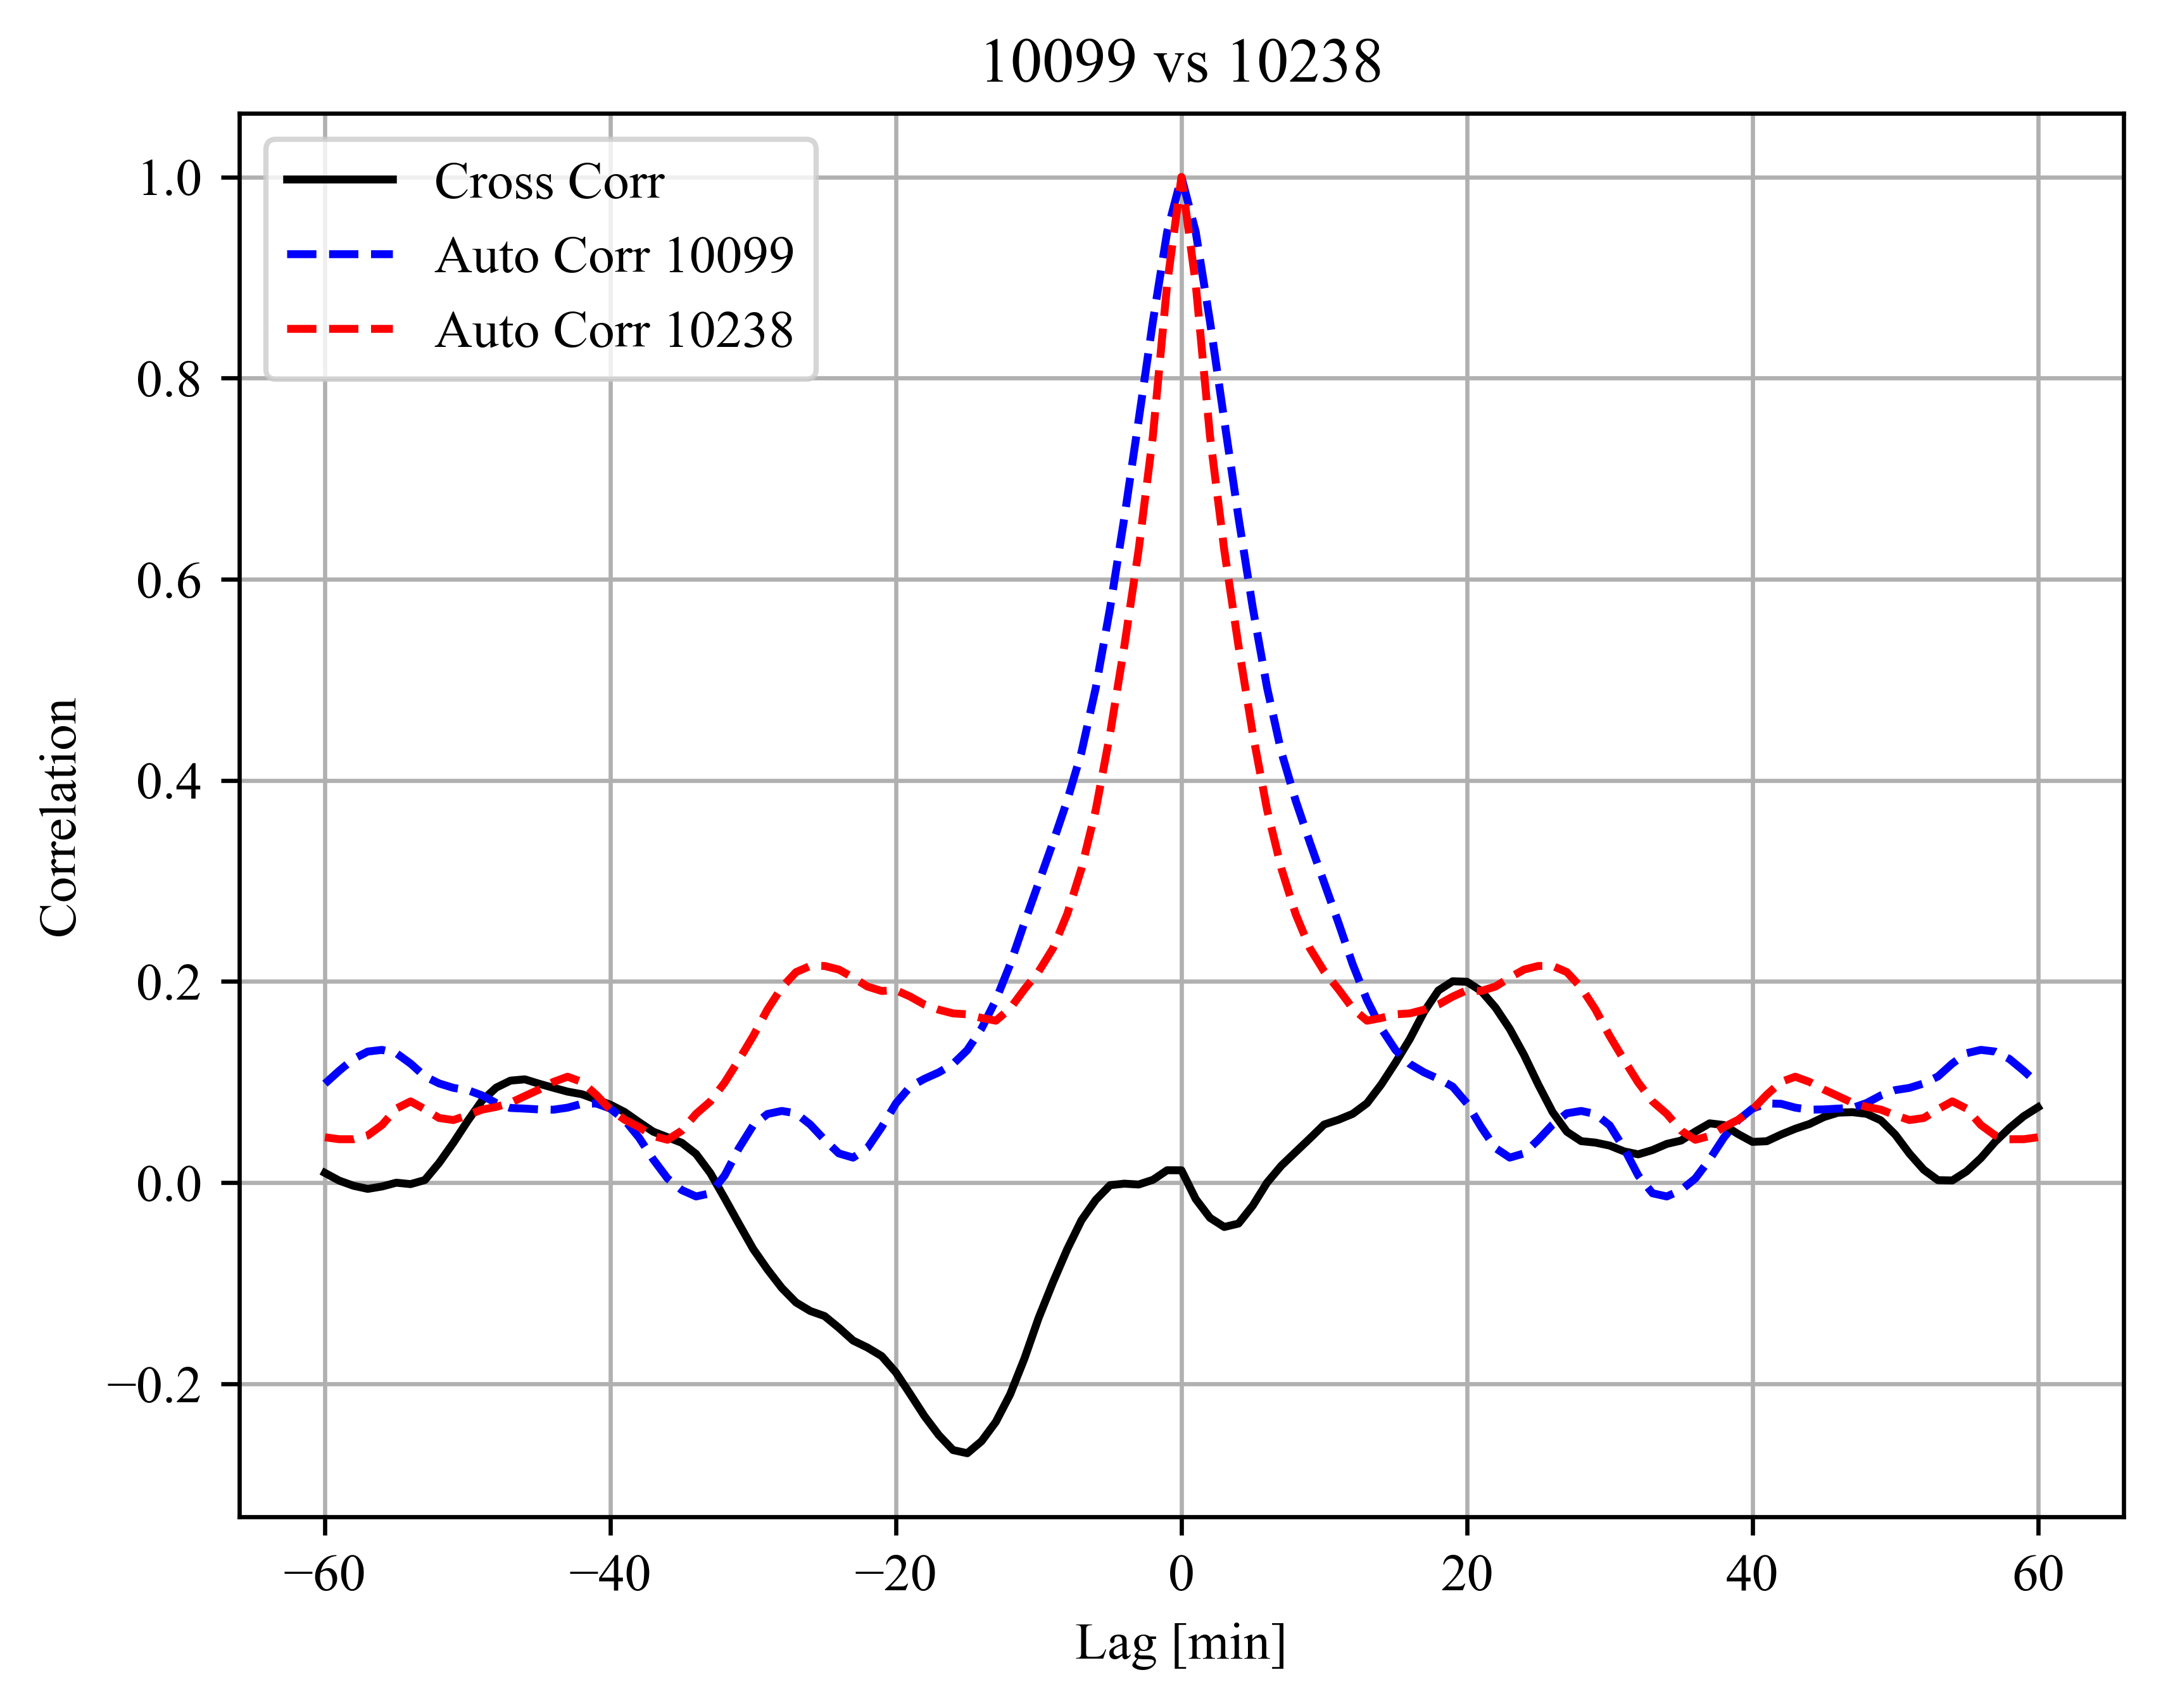 10099 vs 10238
Cross Corr
Auto Corr 10099
Auto Corr 10238
1.0
0.8
0.6
0.4
0.2
0.0
−0.2
Correlation
−60 −40 −20 0 20 40 60
Lag [min]